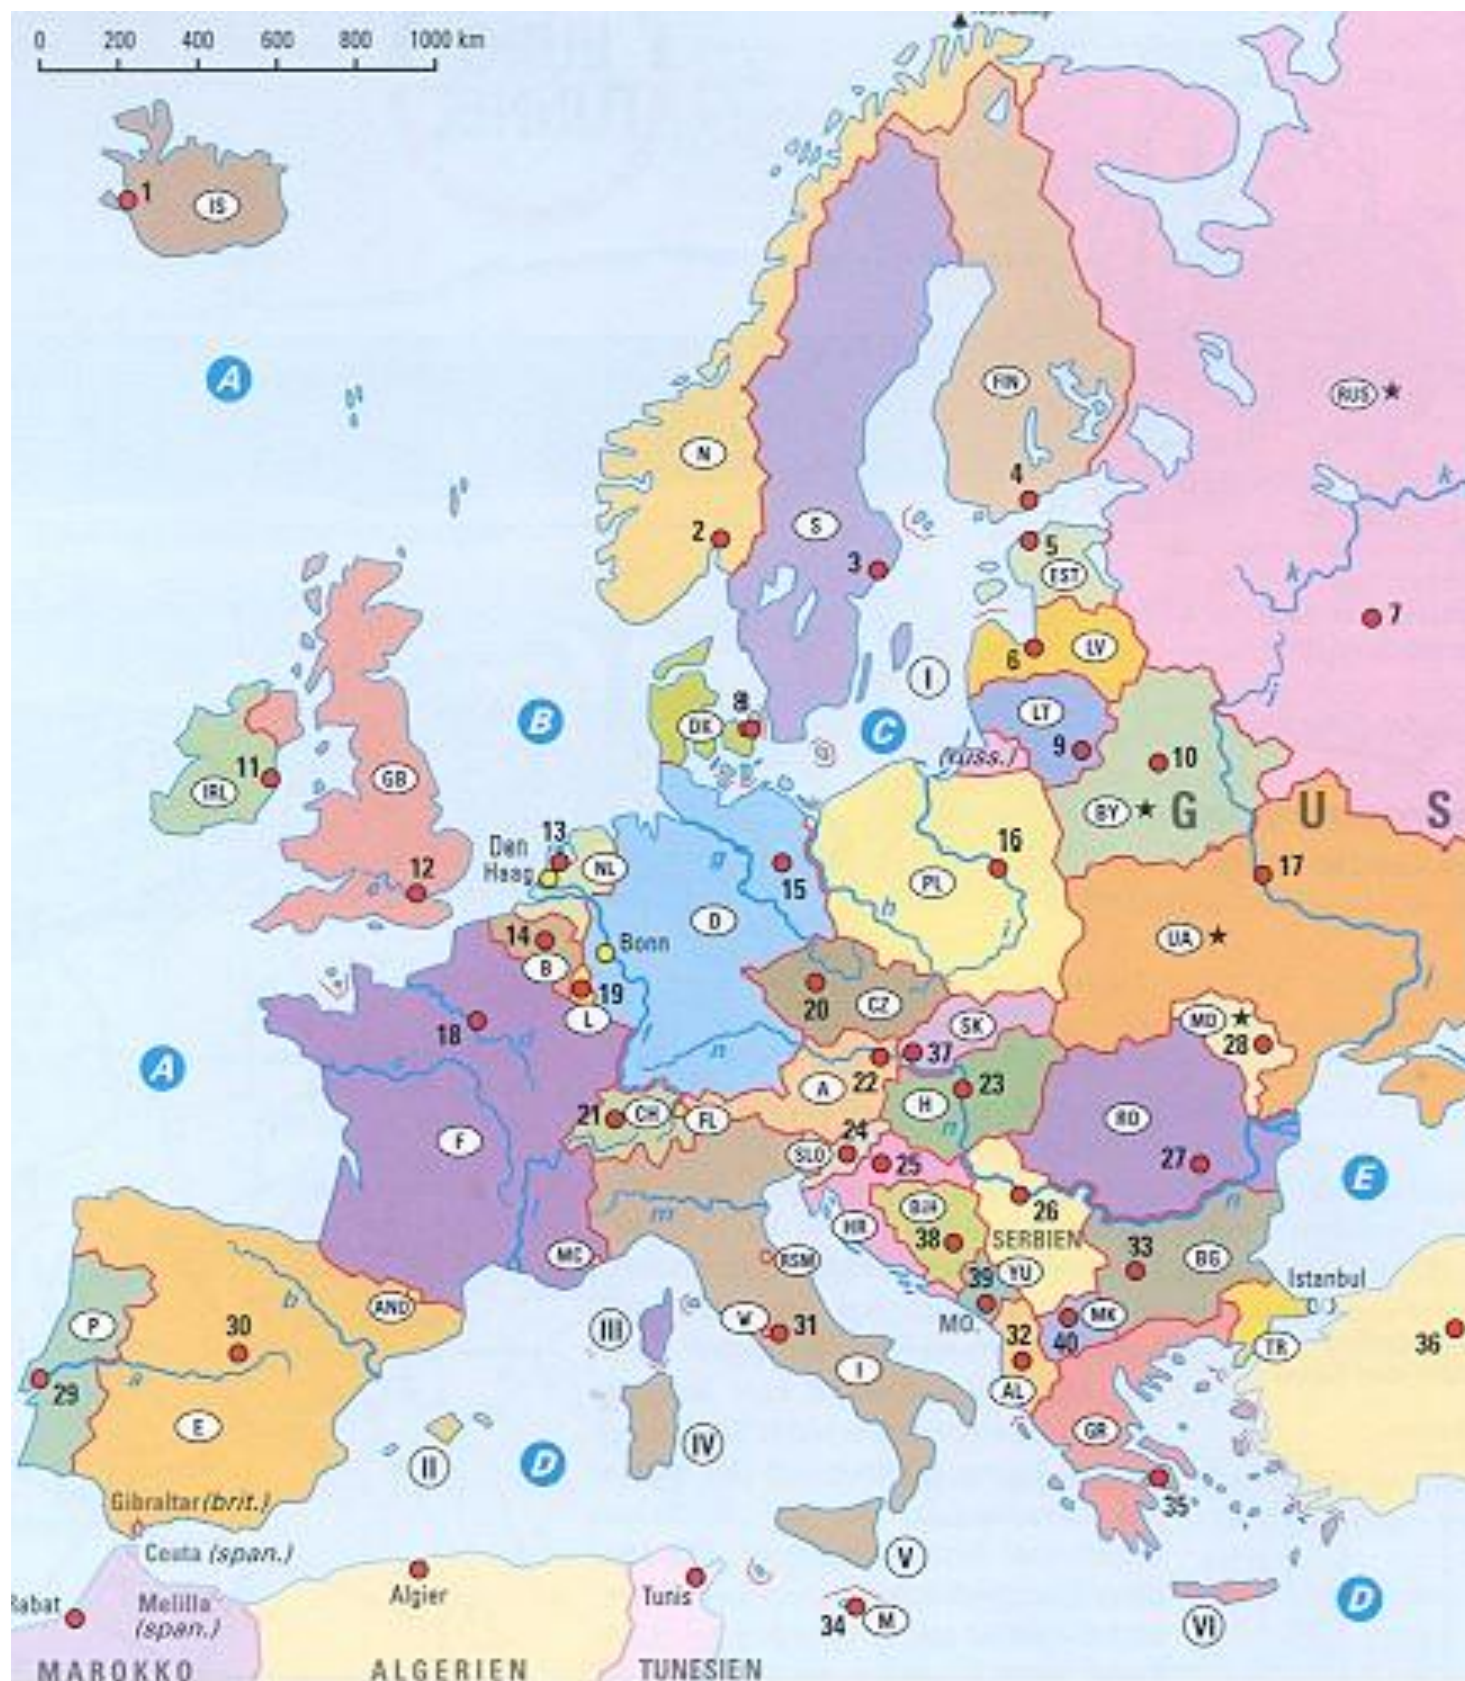 0 200 400 600 800 1000 km
1
IS
A
RUS ★
FIN
N
k
4
S
2
3
5
EST
k
7
LV
6
I
8
B
DK
C
LT
9
(russ.)
10
11
IRL
GB
BY ★
G U S
13
Den
Haag
NL
12
g
15
16
PL
17
h
i
D
UA ★
14
Bonn
B
19
L
20
CZ
SK
MD ★
28
18
d
c
n
37
A
22
A
23
H
21
CH
FL
RO
F
24
SLO
25
27
E
n
n
26
m
HR
BIH
38
SERBIEN
33
BG
MC
RSM
39
YU
Istanbul
b
AND
P
30
III
W
31
MO.
32
MK
40
TR
36
29
a
I
AL
E
GR
IV
II
D
35
Gibraltar (brit.)
Ceuta (span.)
V
Algier
Tunis
D
Rabat
Melilla
(span.)
34
M
VI
MAROKKO
ALGERIEN
TUNESIEN